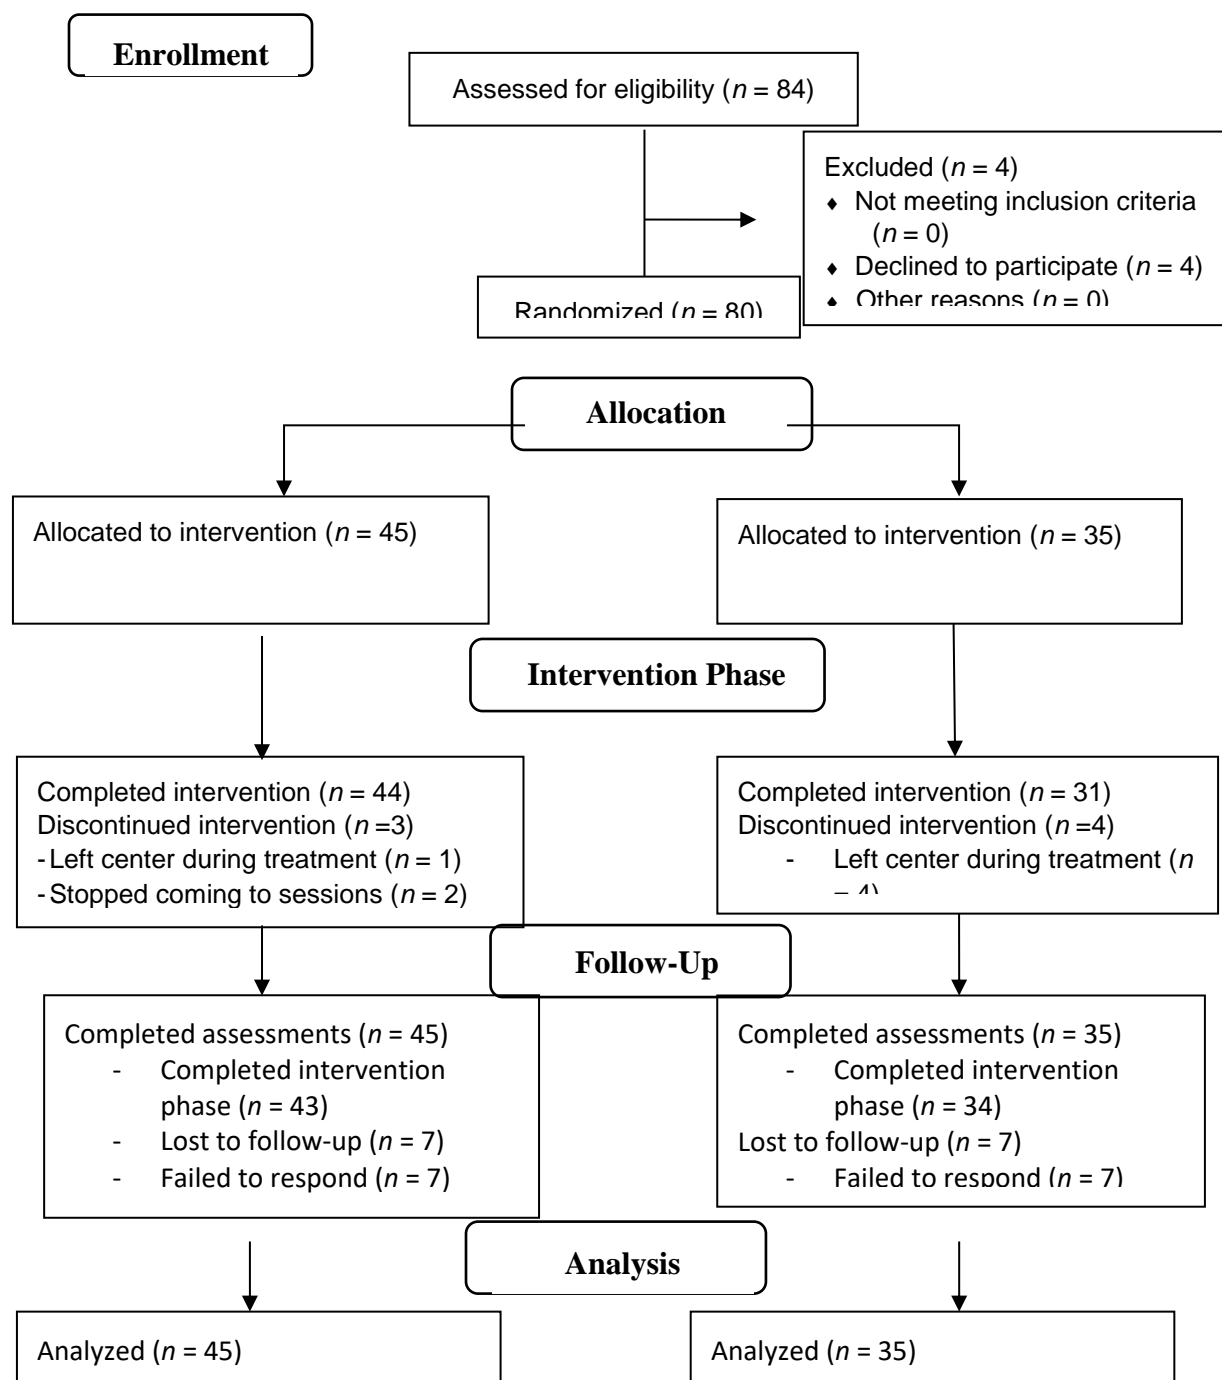 Enrollment
Assessed for eligibility (n = 84)
Excluded (n = 4)
♦ Not meeting inclusion criteria
(n = 0)
♦ Declined to participate (n = 4)
♦ Other reasons (n = 0)
Randomized (n = 80)
Allocation
Allocated to intervention (n = 45)
Allocated to intervention (n = 35)
Intervention Phase
Completed intervention (n = 44)
Discontinued intervention (n =3)
- Left center during treatment (n = 1)
- Stopped coming to sessions (n = 2)
Completed intervention (n = 31)
Discontinued intervention (n =4)
- Left center during treatment (n
= 4)
Follow-Up
Completed assessments (n = 45)
- Completed intervention
phase (n = 43)
- Lost to follow-up (n = 7)
- Failed to respond (n = 7)
Completed assessments (n = 35)
- Completed intervention
phase (n = 34)
Lost to follow-up (n = 7)
- Failed to respond (n = 7)
Analysis
Analyzed (n = 45)
Analyzed (n = 35)